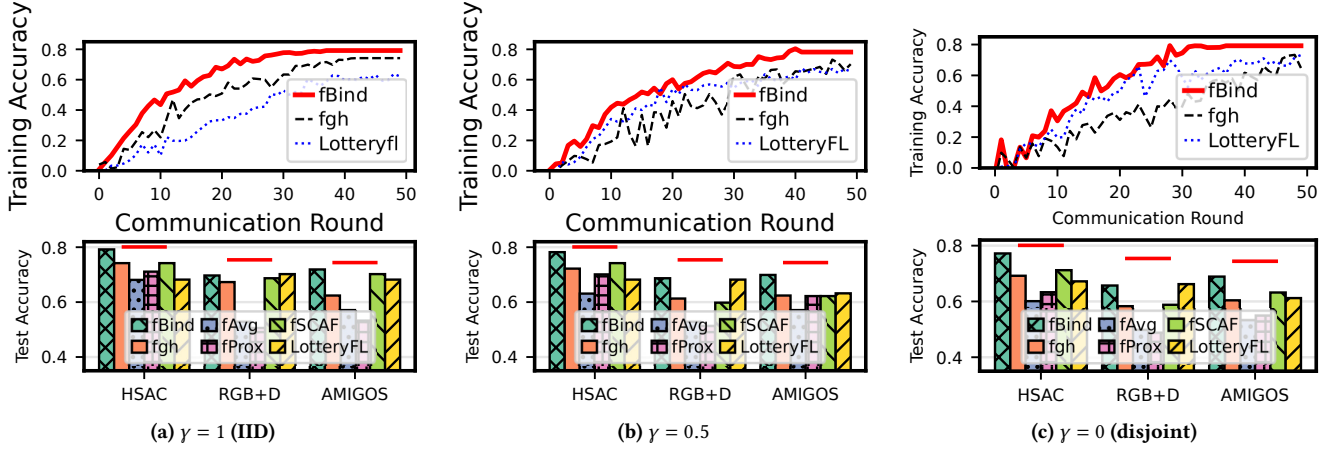 Training Accuracy
0.8
0.6
0.4
0.2
0.0
fBind
fgh
Lotteryfl
0 10 20 30 40 50
Communication Round
Test Accuracy
0.8
0.6
0.4
fBind fAvg fSCAF
fgh fProx LotteryFL
HSAC RGB+D AMIGOS
(a) γ = 1 (IID)
Training Accuracy
0.8
0.6
0.4
0.2
0.0
fBind
fgh
LotteryFL
0 10 20 30 40 50
Communication Round
Test Accuracy
0.8
0.6
0.4
fBind fAvg fSCAF
fgh fProx LotteryFL
HSAC RGB+D AMIGOS
(b) γ = 0.5
Training Accuracy
0.8
0.6
0.4
0.2
0.0
fBind
fgh
LotteryFL
0 10 20 30 40 50
Communication Round
Test Accuracy
0.8
0.6
0.4
fBind fAvg fSCAF
fgh fProx LotteryFL
HSAC RGB+D AMIGOS
(c) γ = 0 (disjoint)